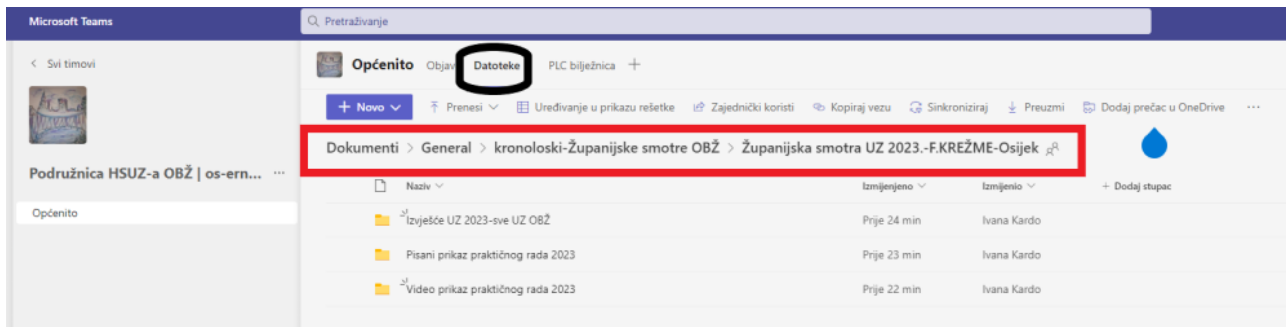 Microsoft Teams
Pretraživanje
Svi timovi
Općenito Objav Datoteke PLC bilježnica
Novo Prenesi Uređivanje u prikazu rešetke Zajednički koristi Kopiraj vezu Sinkroniziraj Preuzmi Dodaj prečac u OneDrive ...
Dokumenti > General > kronoloski-Županijske smotre OBŽ > Županijska smotra UZ 2023.-F.KREŽME-Osijek
Podružnica HSUZ-a OBŽ | os-ern... ...
Općenito
Naziv Izmijenjeno Izmijenio + Dodaj stupac
Izvješće UZ 2023-sve UZ OBŽ Prije 24 min Ivana Kardo
Pisani prikaz praktičnog rada 2023 Prije 23 min Ivana Kardo
Video prikaz praktičnog rada 2023 Prije 22 min Ivana Kardo